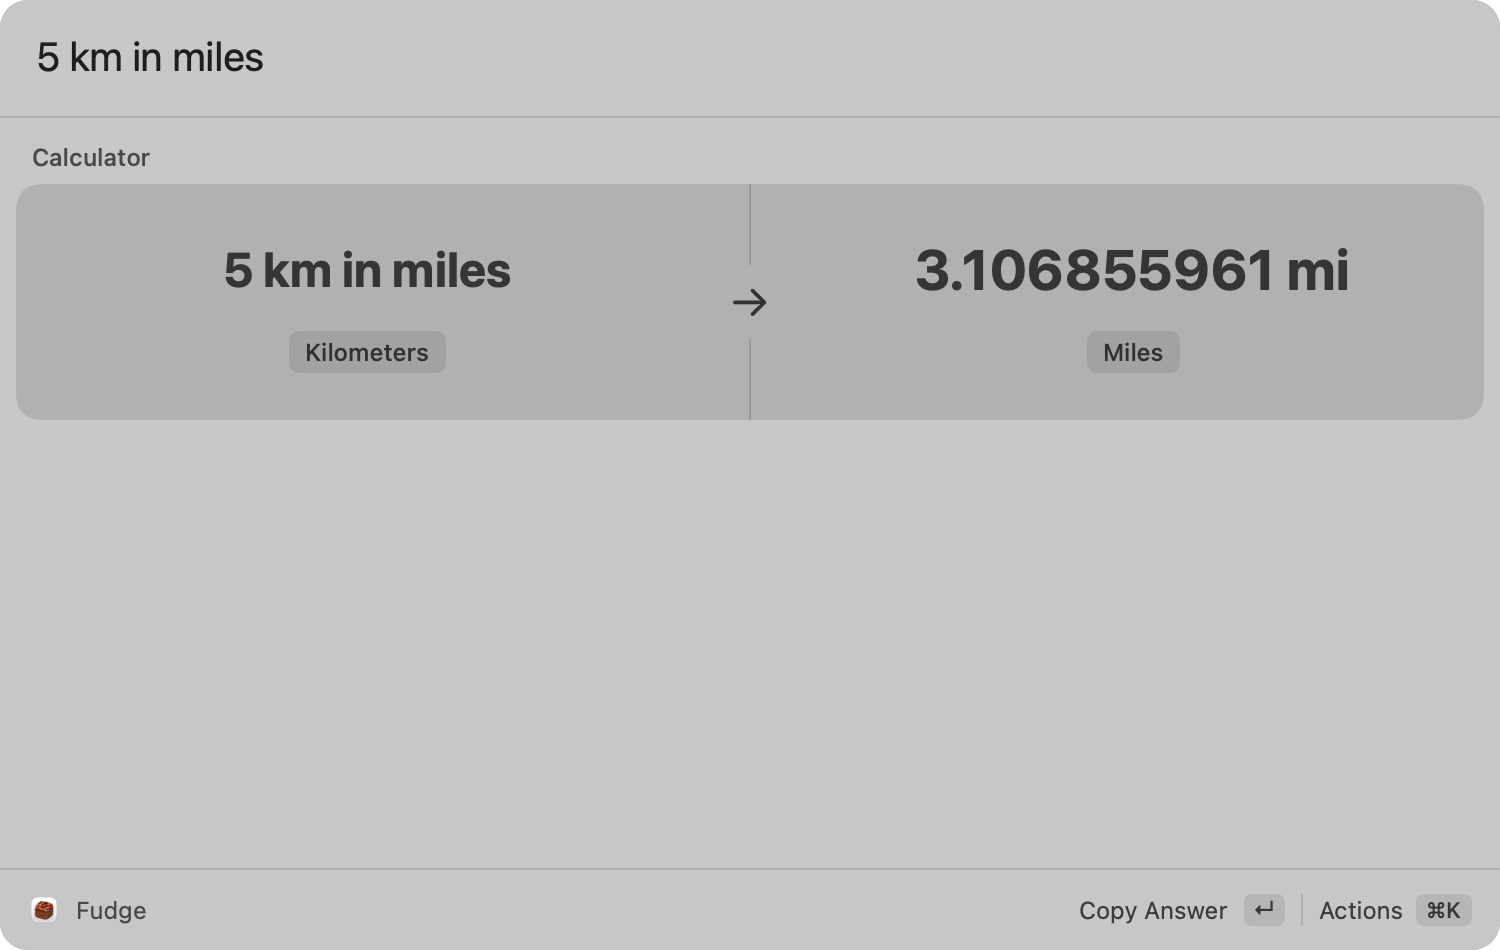 5 km in miles
Calculator
5 km in miles
Kilometers
→
3.106855961 mi
Miles
Fudge
Copy Answer ↵
Actions ⌘K